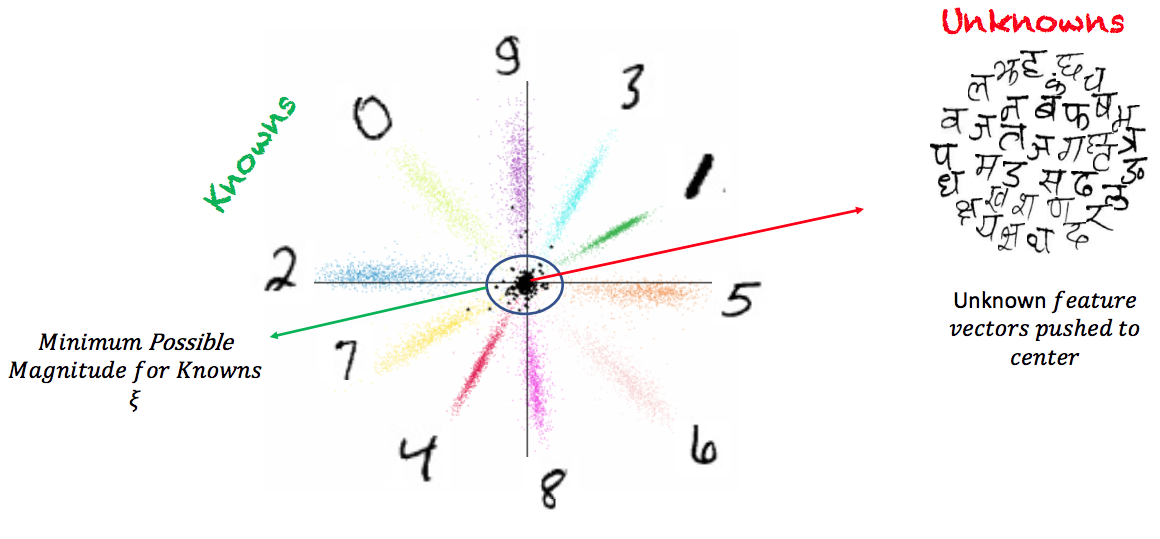 Unknowns
Knowns
9
3
0
1
2
5
7
4
6
8
Minimum Possible
Magnitude for Knowns
ξ
ल झ ह छ च
क
व ज न ब फ ष भ
त ज ग
प म ड स ढ
ध
क्ष ख श ण र
य द
Unknown feature
vectors pushed to
center